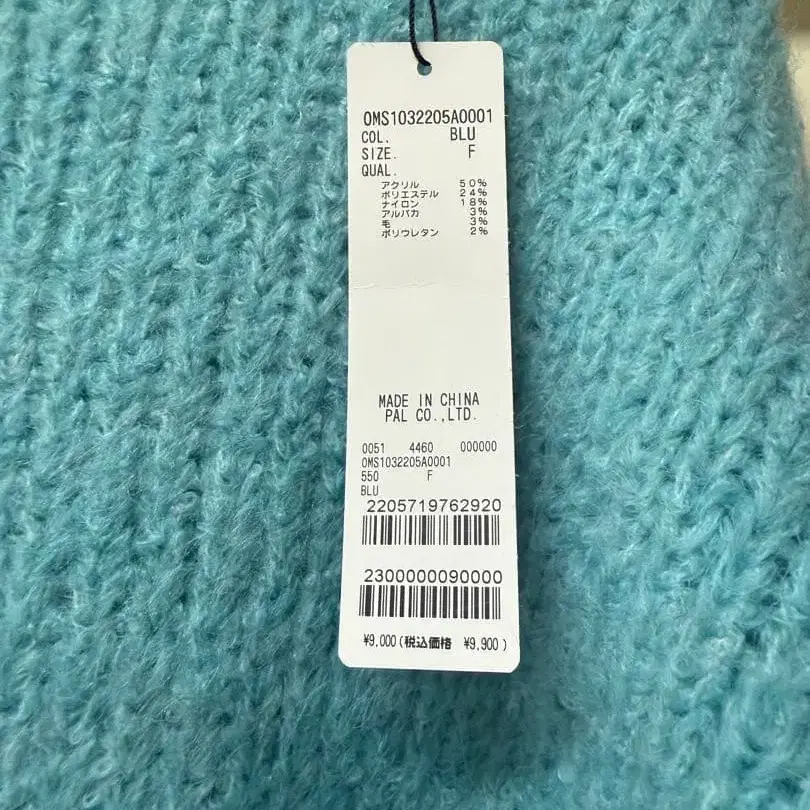 OMS1032205A0001
COL. BLU
SIZE. F
QUAL.
アクリル 50%
ポリエステル 24%
ナイロン 18%
アルパカ 3%
毛 3%
ポリウレタン 2%
MADE IN CHINA
PAL CO.,LTD.
0051 4460 000000
OMS1032205A0001
550 F
BLU
2205719762920
2300000090000
¥9,000(税込価格 ¥9,900)